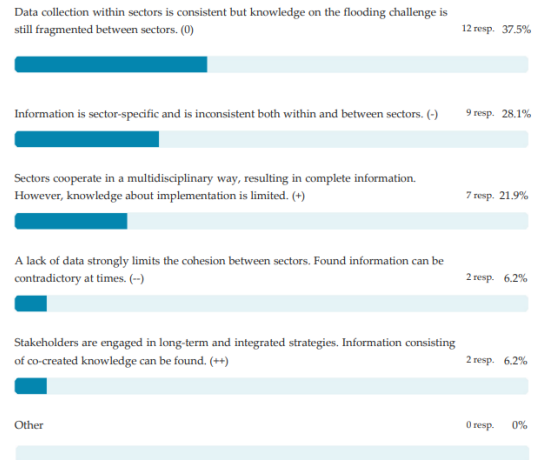 Data collection within sectors is consistent but knowledge on the flooding challenge is
still fragmented between sectors. (0) 12 resp. 37.5%
Information is sector-specific and is inconsistent both within and between sectors. (-) 9 resp. 28.1%
Sectors cooperate in a multidisciplinary way, resulting in complete information.
However, knowledge about implementation is limited. (+) 7 resp. 21.9%
A lack of data strongly limits the cohesion between sectors. Found information can be
contradictory at times. (--) 2 resp. 6.2%
Stakeholders are engaged in long-term and integrated strategies. Information consisting
of co-created knowledge can be found. (++) 2 resp. 6.2%
Other 0 resp. 0%